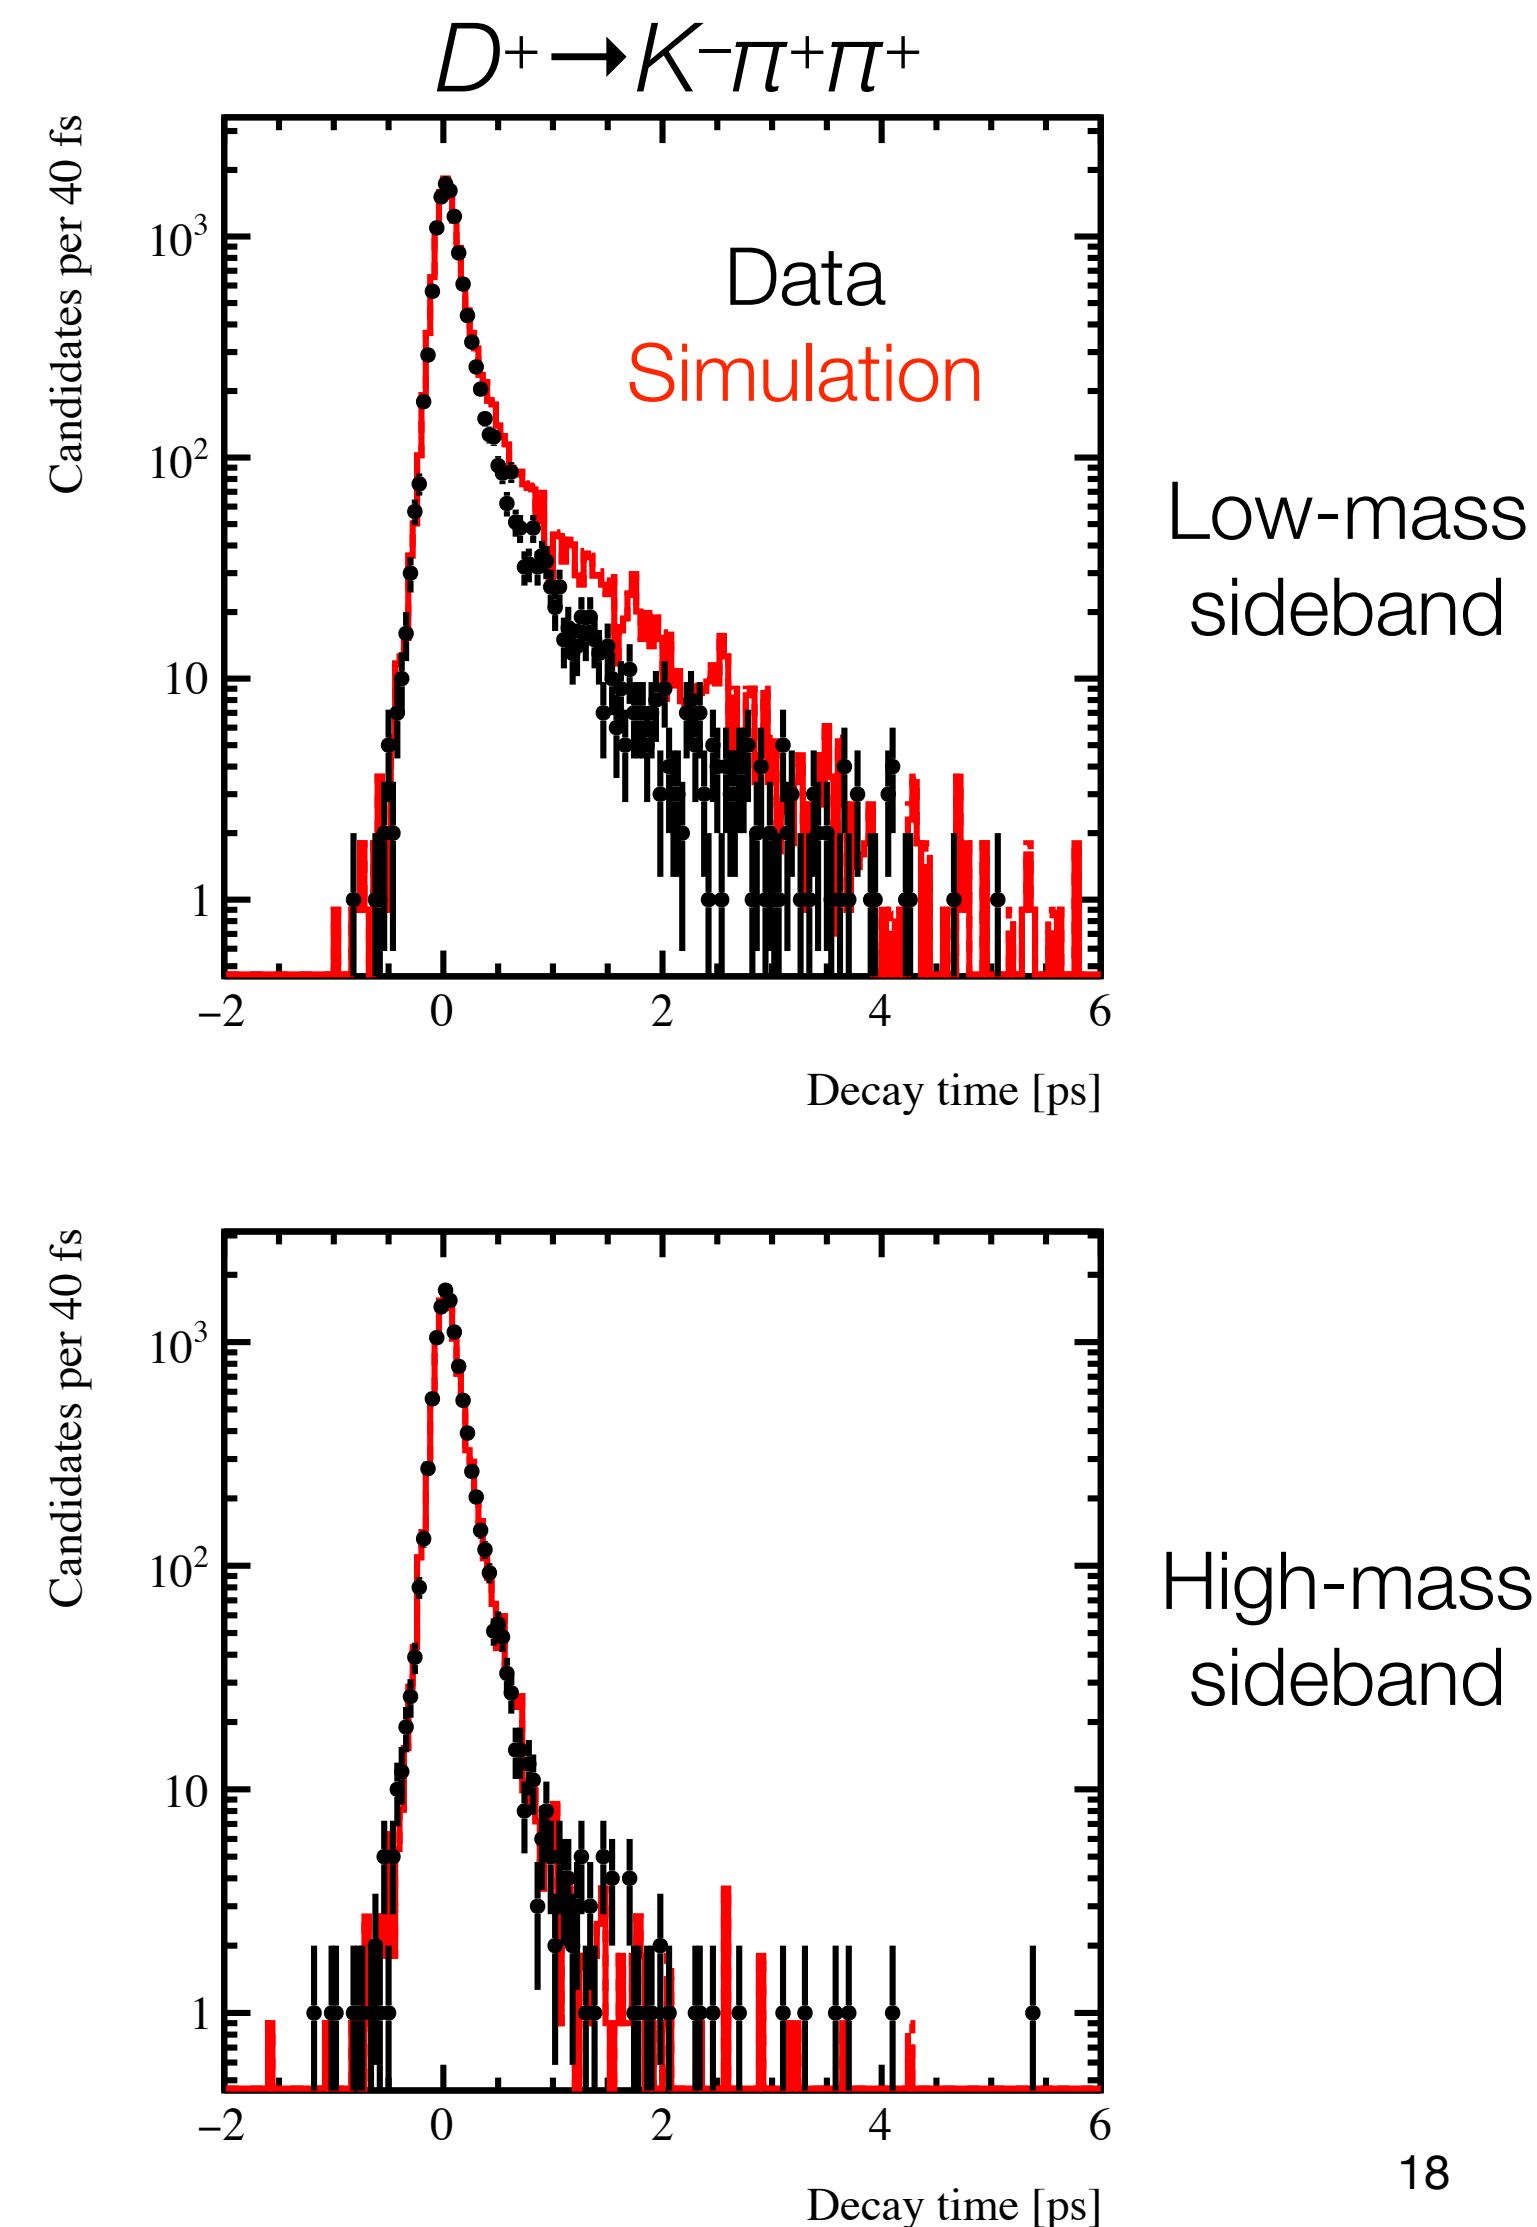 D⁺→K⁻π⁺π⁺
Candidates per 40 fs
10³
10²
10
1
Data
Simulation
Low-mass
sideband
−2 0 2 4 6
Decay time [ps]
Candidates per 40 fs
10³
10²
10
1
High-mass
sideband
−2 0 2 4 6
Decay time [ps]
18